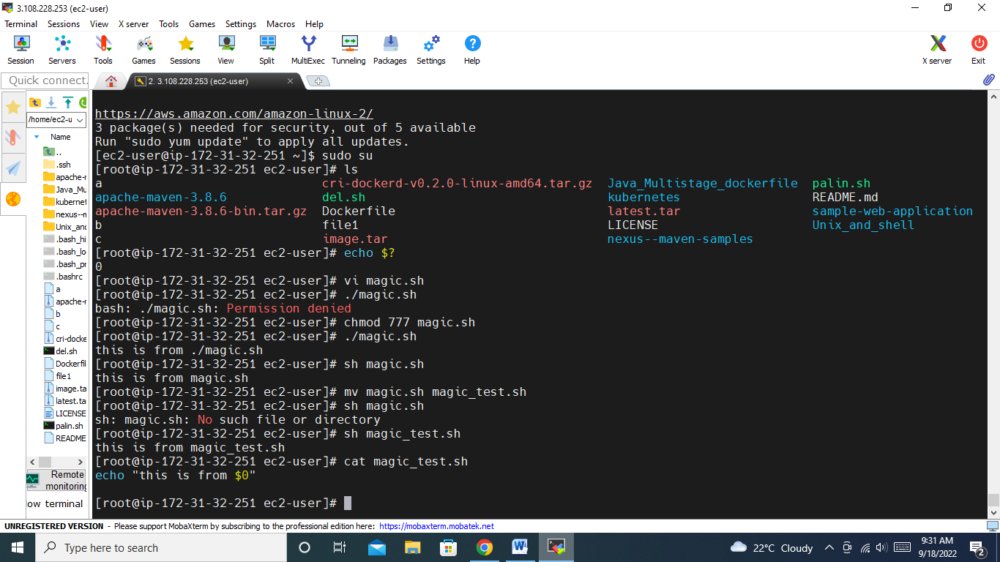 3.108.228.253 (ec2-user)
Terminal Sessions View X server Tools Games Settings Macros Help
Session Servers Tools Games Sessions View Split MultiExec Tunneling Packages Settings Help X server Exit
Quick connect. 2. 3.108.228.253 (ec2-user)
/home/ec2-u
Name
..
.ssh
apache-r
Java_Mu
kubernet
nexus--m
Unix_and
.bash_hi
.bash_lo
.bash_pr
.bashrc
a
apache-r
b
c
cri-docke
del.sh
Dockerfil
file1
image.ta
latest.ta
LICENSE
palin.sh
README
Remote
monitoring
low terminal
https://aws.amazon.com/amazon-linux-2/
3 package(s) needed for security, out of 5 available
Run "sudo yum update" to apply all updates.
[ec2-user@ip-172-31-32-251 ~]$ sudo su
[root@ip-172-31-32-251 ec2-user]# ls
a cri-dockerd-v0.2.0-linux-amd64.tar.gz Java_Multistage_dockerfile palin.sh
apache-maven-3.8.6 del.sh kubernetes README.md
apache-maven-3.8.6-bin.tar.gz Dockerfile latest.tar sample-web-application
b file1 LICENSE Unix_and_shell
c image.tar nexus--maven-samples
[root@ip-172-31-32-251 ec2-user]# echo $?
0
[root@ip-172-31-32-251 ec2-user]# vi magic.sh
[root@ip-172-31-32-251 ec2-user]# ./magic.sh
bash: ./magic.sh: Permission denied
[root@ip-172-31-32-251 ec2-user]# chmod 777 magic.sh
[root@ip-172-31-32-251 ec2-user]# ./magic.sh
this is from ./magic.sh
[root@ip-172-31-32-251 ec2-user]# sh magic.sh
this is from magic.sh
[root@ip-172-31-32-251 ec2-user]# mv magic.sh magic_test.sh
[root@ip-172-31-32-251 ec2-user]# sh magic.sh
sh: magic.sh: No such file or directory
[root@ip-172-31-32-251 ec2-user]# sh magic_test.sh
this is from magic_test.sh
[root@ip-172-31-32-251 ec2-user]# cat magic_test.sh
echo "this is from $0"
[root@ip-172-31-32-251 ec2-user]#
UNREGISTERED VERSION - Please support MobaXterm by subscribing to the professional edition here: https://mobaxterm.mobatek.net
Type here to search
22°C Cloudy
9:31 AM
9/18/2022
2